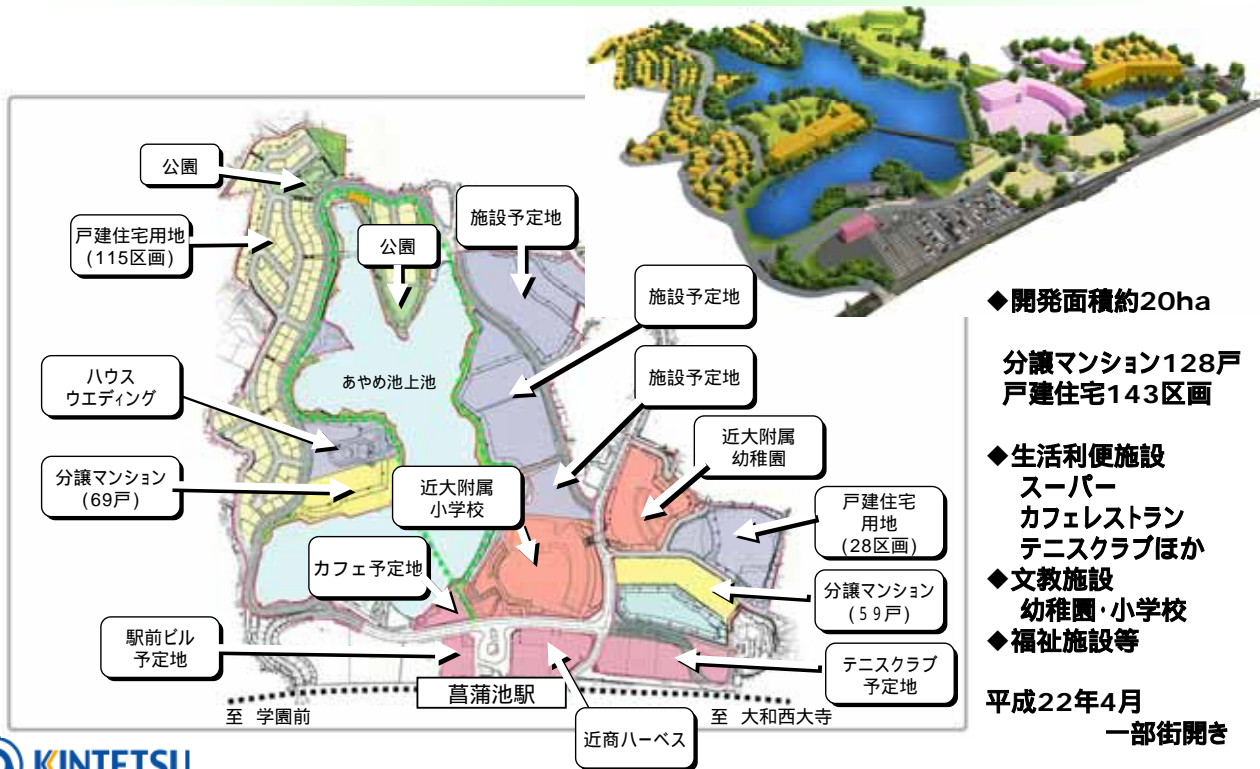 公園
戸建住宅用地
(115区画)
施設予定地
公園
施設予定地
ハウス
ウエディング
あやめ池上池
施設予定地
近大附属
幼稚園
分譲マンション
(69戸)
近大附属
小学校
戸建住宅
用地
(28区画)
カフェ予定地
分譲マンション
(59戸)
駅前ビル
予定地
テニスクラブ
予定地
菖蒲池駅
至 学園前
至 大和西大寺
近商ハーベス
◆開発面積約20ha
分譲マンション128戸
戸建住宅143区画
◆生活利便施設
スーパー
カフェレストラン
テニスクラブほか
◆文教施設
幼稚園・小学校
◆福祉施設等
平成22年4月
一部街開き
KINTETSU